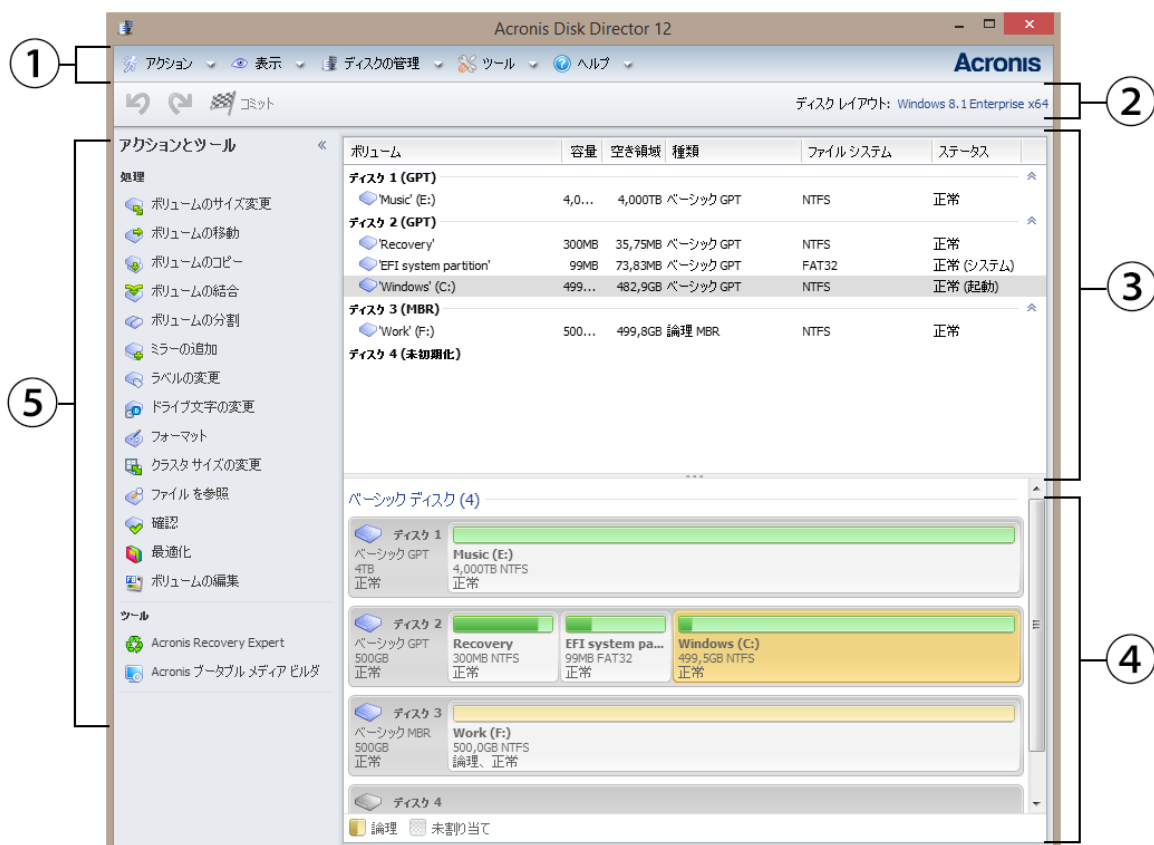 Acronis Disk Director 12
① アクション 表示 ディスクの管理 ツール ヘルプ Acronis
コミット ディスク レイアウト: Windows 8.1 Enterprise x64 ②
アクションとツール «
処理
ボリュームのサイズ変更
ボリュームの移動
ボリュームのコピー
ボリュームの結合
ボリュームの分割
ミラーの追加
ラベルの変更
ドライブ文字の変更
フォーマット
クラスタ サイズの変更
ファイル を参照
確認
最適化
ボリュームの編集
ツール
Acronis Recovery Expert
Acronis ブータブル メディア ビルダ
⑤
ボリューム 容量 空き領域 種類 ファイル システム ステータス
ディスク 1 (GPT)
'Music' (E:) 4,0... 4,000TB ベーシック GPT NTFS 正常
ディスク 2 (GPT)
'Recovery' 300MB 35,75MB ベーシック GPT NTFS 正常
'EFI system partition' 99MB 73,83MB ベーシック GPT FAT32 正常 (システム)
'Windows' (C:) 499... 482,9GB ベーシック GPT NTFS 正常 (起動)
ディスク 3 (MBR)
'Work' (F:) 500... 499,8GB 論理 MBR NTFS 正常
ディスク 4 (未初期化)
③
ベーシック ディスク (4)
ディスク 1
ベーシック GPT
4TB
正常
Music (E:)
4,000TB NTFS
正常
ディスク 2
ベーシック GPT
500GB
正常
Recovery
300MB NTFS
正常
EFI system pa...
99MB FAT32
正常
Windows (C:)
499,5GB NTFS
正常
ディスク 3
ベーシック MBR
500GB
正常
Work (F:)
500,0GB NTFS
論理、正常
ディスク 4
論理 未割り当て
④